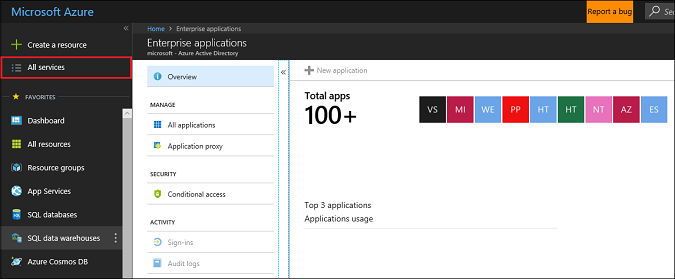 Microsoft Azure
Report a bug
Create a resource
All services
FAVORITES
Dashboard
All resources
Resource groups
App Services
SQL databases
SQL data warehouses
Azure Cosmos DB
Home > Enterprise applications
Enterprise applications
microsoft - Azure Active Directory
Overview
MANAGE
All applications
Application proxy
SECURITY
Conditional access
ACTIVITY
Sign-ins
Audit logs
New application
Total apps
100+
VS MI WE PP HT HT NT AZ ES
Top 3 applications
Applications usage